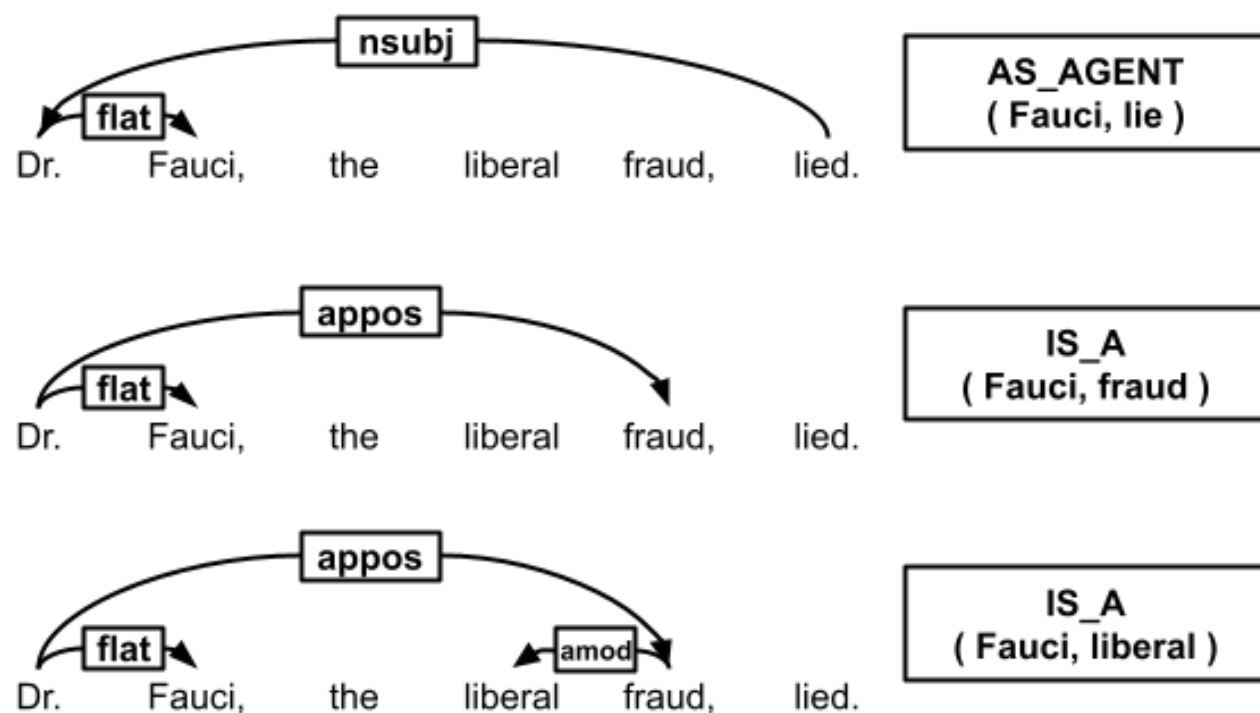 nsubj
AS_AGENT
flat
( Fauci, lie )
Dr. Fauci, the liberal fraud, lied.
appos
IS_A
flat
( Fauci, fraud )
Dr. Fauci, the liberal fraud, lied.
appos
IS_A
flat
amod
( Fauci, liberal )
Dr. Fauci, the liberal fraud, lied.